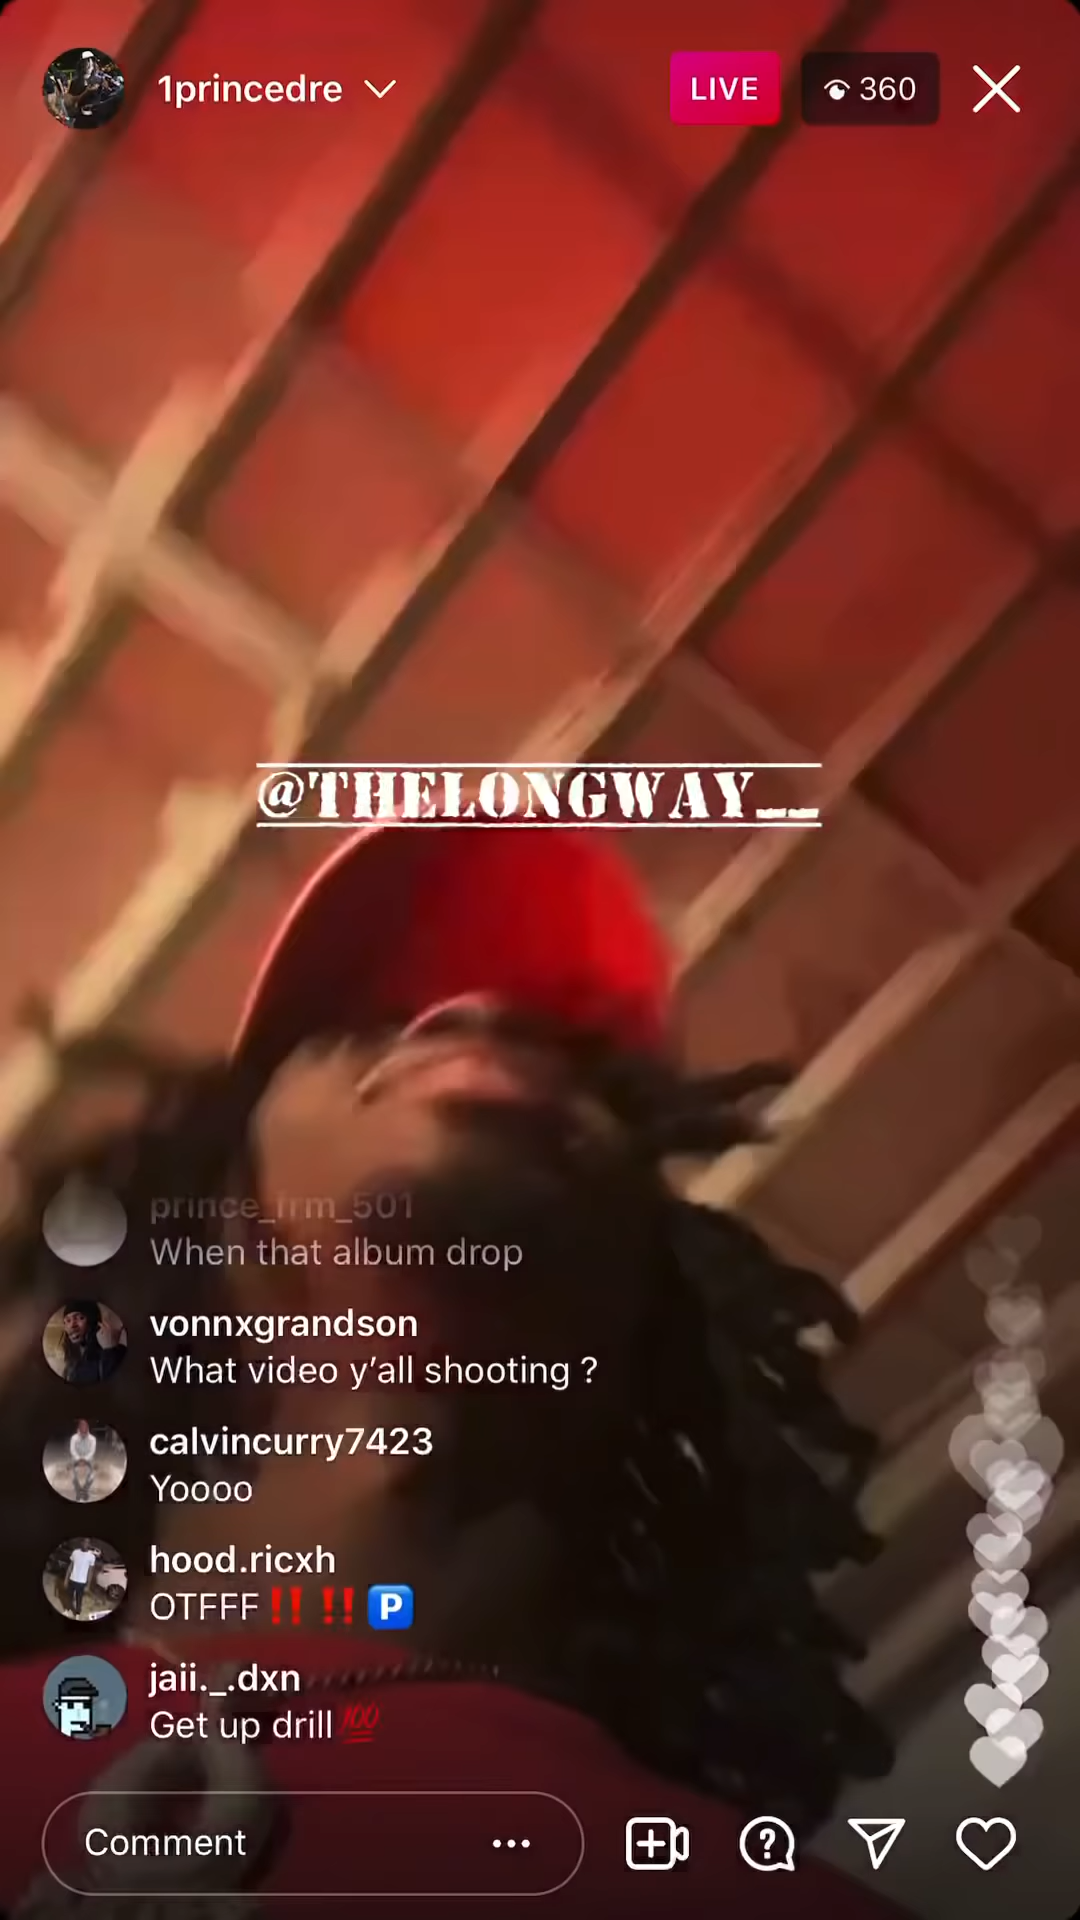 1princedre
LIVE
360
@THELONGWAY__
prince_frm_501
When that album drop
vonnxgrandson
What video y’all shooting ?
calvincurry7423
Yoooo
hood.ricxh
OTFFF‼️ ‼️🅿️
jaii._.dxn
Get up drill💯
Comment